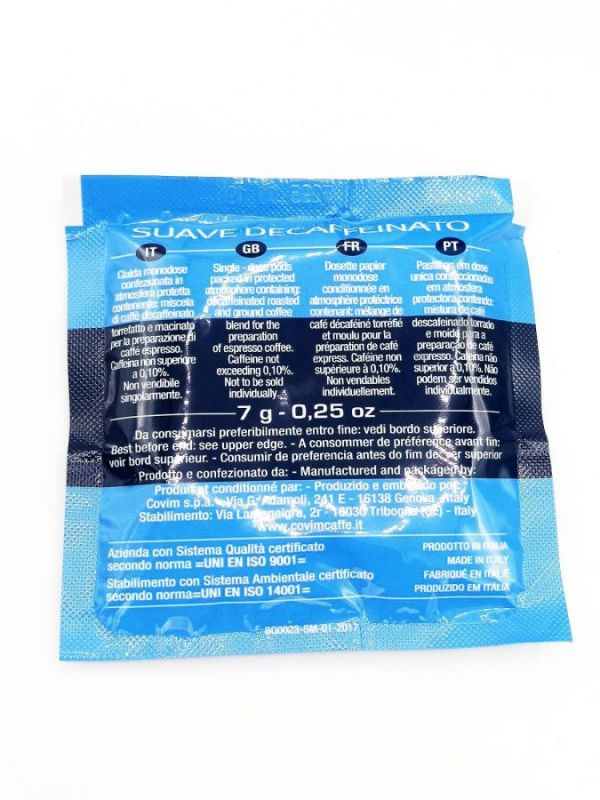 SUAVE DECAFFEINATO
IT
Cialda monodose
confezionata in
atmosfera protetta
contenente: miscela
di caffè decaffeinato
torrefatto e macinato
per la preparazione di
caffè espresso.
Caffeina non superiore
a 0,10%.
Non vendibile
singolarmente.
GB
Single - dose pods
packed in protected
atmosphere containing:
decaffeinated roasted
and ground coffee
blend for the
preparation
of espresso coffee.
Caffeine not
exceeding 0,10%.
Not to be sold
individually.
FR
Dosette papier
monodose
conditionnée en
atmosphère protéctrice
contenant: mélange de
café décaféiné torréfié
et moulu pour la
préparation de café
express. Caféine non
supérieure à 0,10%.
Non vendables
individuellement.
PT
Pastilhas em dose
unica confeccionadas
em atmosfera
protectora contendo:
mistura de café
descafeinado torrado
e moido para a
preparação de café
expresso. Cafeína não
superior a 0,10%. Não
podem ser vendidos
individualmente.
7 g - 0,25 oz
Da consumarsi preferibilmente entro fine: vedi bordo superiore.
Best before end: see upper edge. - A consommer de préférence avant fin:
voir bord supérieur. - Consumir de preferencia antes do fim de: ver superior
Prodotto e confezionato da: - Manufactured and packaged by:
Produit et conditionné par: - Produzido e embalado por:
Covim s.p.a. - Via G. Adamoli, 241 E - 16138 Genova - Italy
Stabilimento: Via 2r - 16030 Tribogna (GE) - Italy
www.covimcaffe.it
Azienda con Sistema Qualità certificato
secondo norma =UNI EN ISO 9001=
Stabilimento con Sistema Ambientale certificato
secondo norma =UNI EN ISO 14001=
PRODOTTO IN ITALIA
MADE IN ITALY
FABRIQUÉ EN ITALIE
PRODUZIDO EM ITÁLIA
BG0023-SM-01-2017